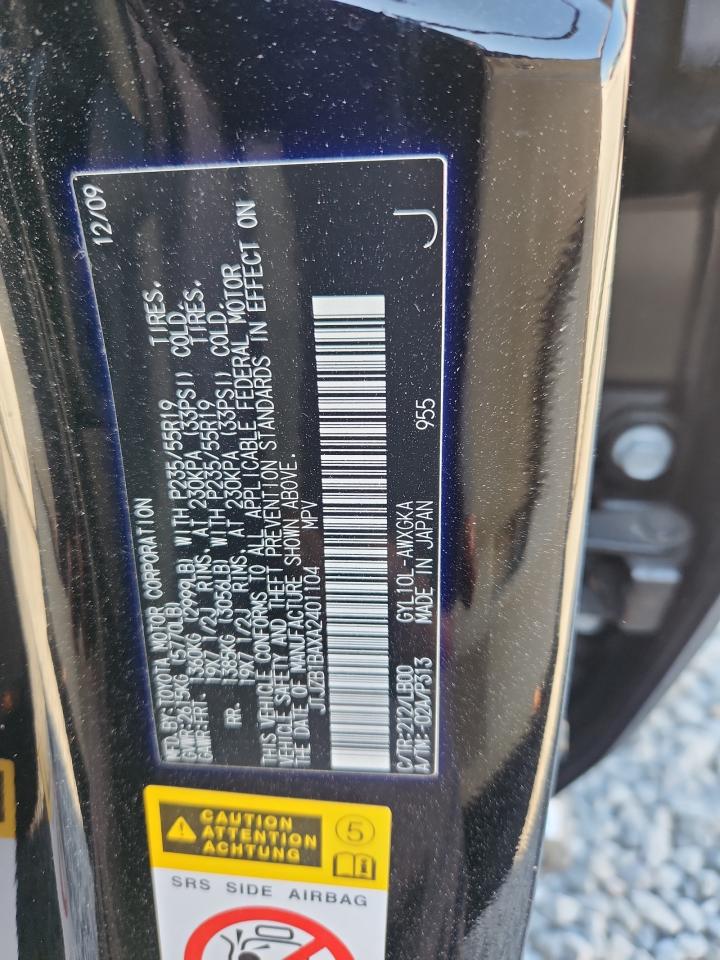 MFD. BY: TOYOTA MOTOR CORPORATION 12/09
GVWR-2615KG (5770LB)
GAWR-FRT. 1360KG (2999LB) WITH P235/55R19 TIRES.
19X7 1/2J RIMS. AT 230KPA (33PSI) COLD.
RR. 1385KG (3056LB) WITH P235/55R19 TIRES.
19X7 1/2J RIMS. AT 230KPA (33PSI) COLD.
THIS VEHICLE CONFORMS TO ALL APPLICABLE FEDERAL MOTOR
VEHICLE SAFETY AND THEFT PREVENTION STANDARDS IN EFFECT ON
THE DATE OF MANUFACTURE SHOWN ABOVE.
JTJZB1BAXA2401104 MPV
C/TR:212/LB00 GYL10L-AWXGKA 955
A/TM:-02A/P313 MADE IN JAPAN
J
CAUTION
ATTENTION
ACHTUNG
5
SRS SIDE AIRBAG